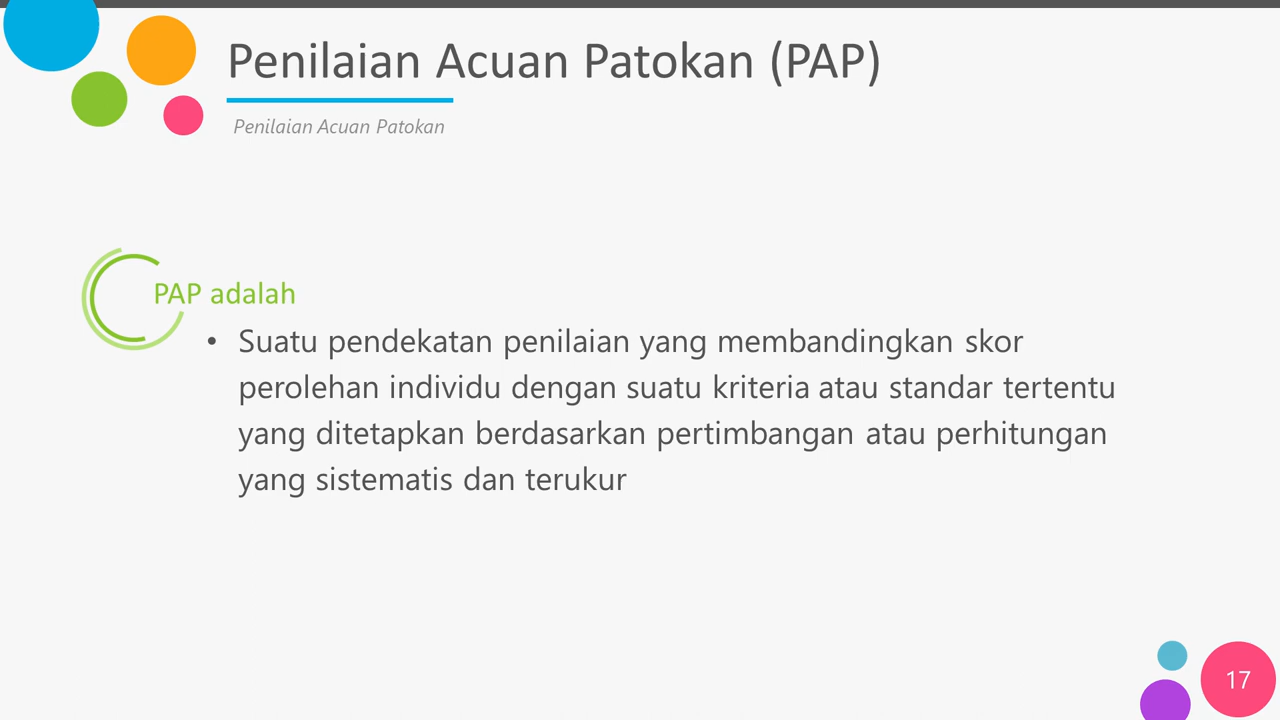 Penilaian Acuan Patokan (PAP)
Penilaian Acuan Patokan
PAP adalah
• Suatu pendekatan penilaian yang membandingkan skor
perolehan individu dengan suatu kriteria atau standar tertentu
yang ditetapkan berdasarkan pertimbangan atau perhitungan
yang sistematis dan terukur
17